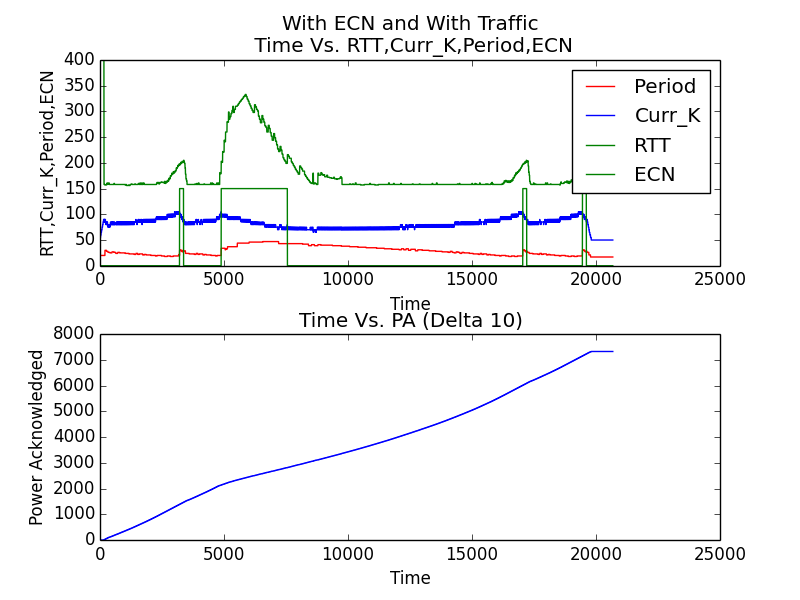 With ECN and With Traffic
Time Vs. RTT,Curr_K,Period,ECN
RTT,Curr_K,Period,ECN
400
350
300
250
200
150
100
50
0
Period
Curr_K
RTT
ECN
0 5000 10000 15000 20000 25000
Time
Time Vs. PA (Delta 10)
Power Acknowledged
8000
7000
6000
5000
4000
3000
2000
1000
0
0 5000 10000 15000 20000 25000
Time